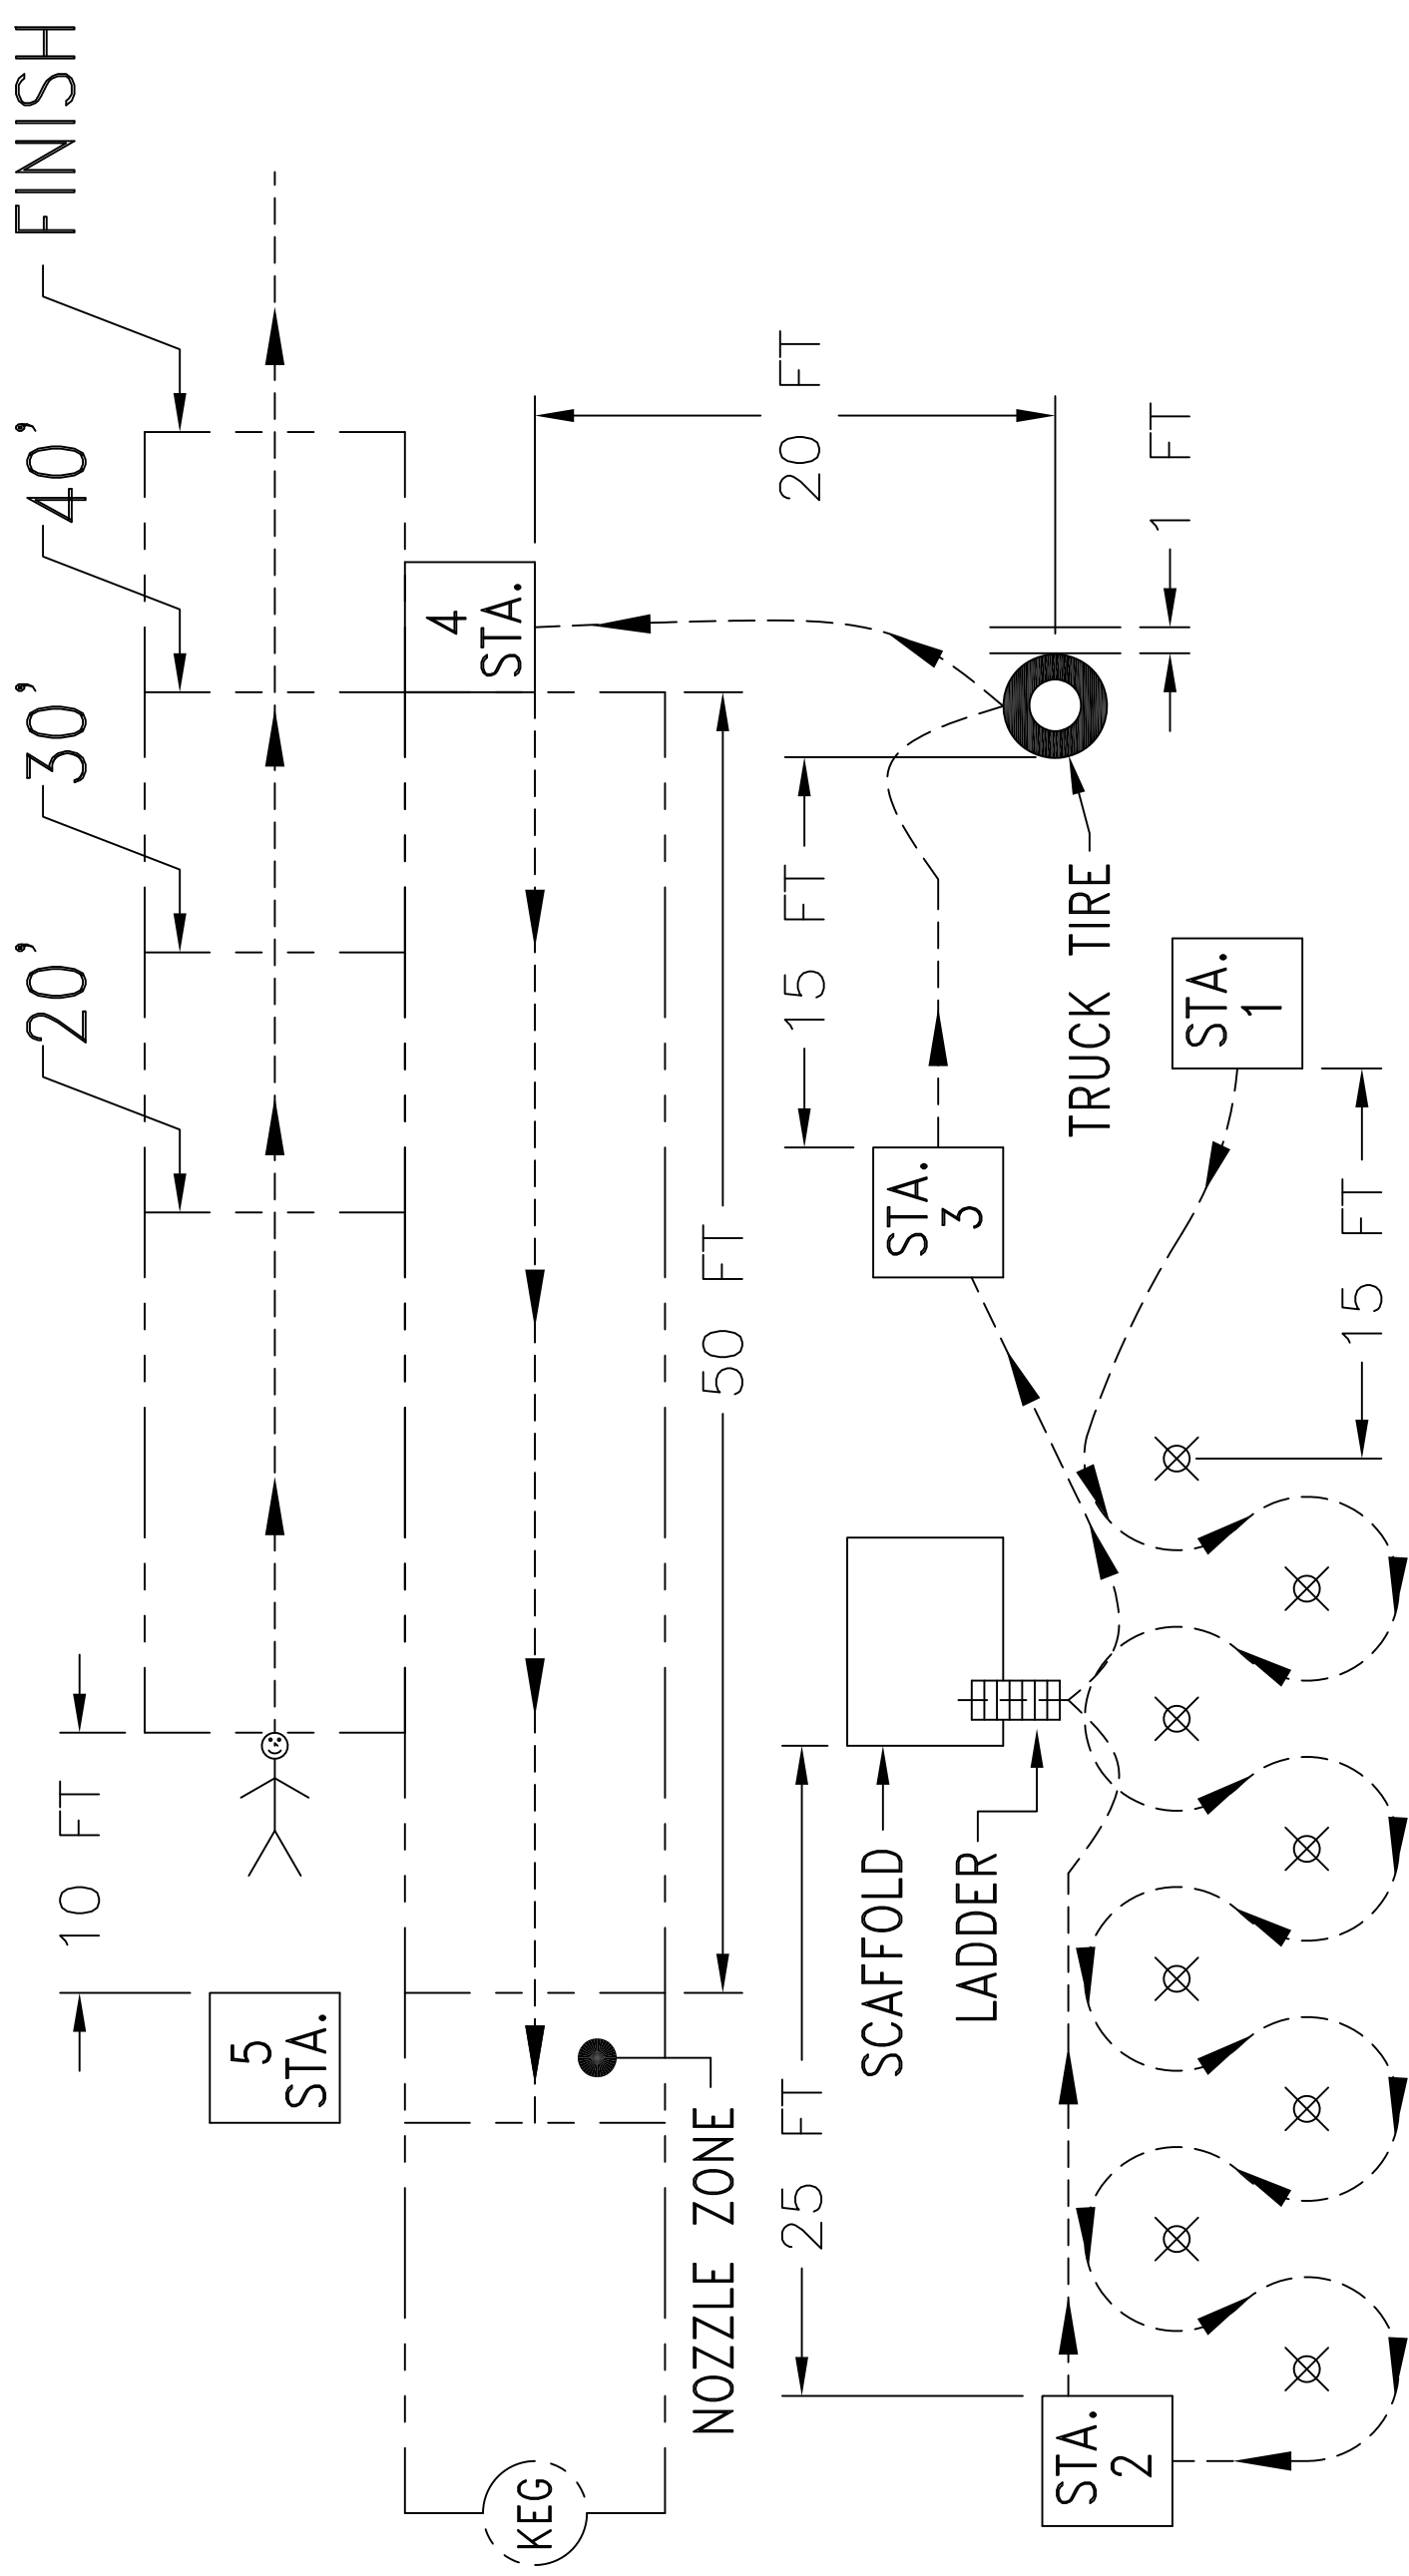 20'
30'
40'
FINISH
10 FT
5
STA.
4
STA.
50 FT
20 FT
15 FT
1 FT
KEG
NOZZLE ZONE
25 FT
SCAFFOLD
LADDER
STA.
3
TRUCK TIRE
STA.
2
STA.
1
15 FT